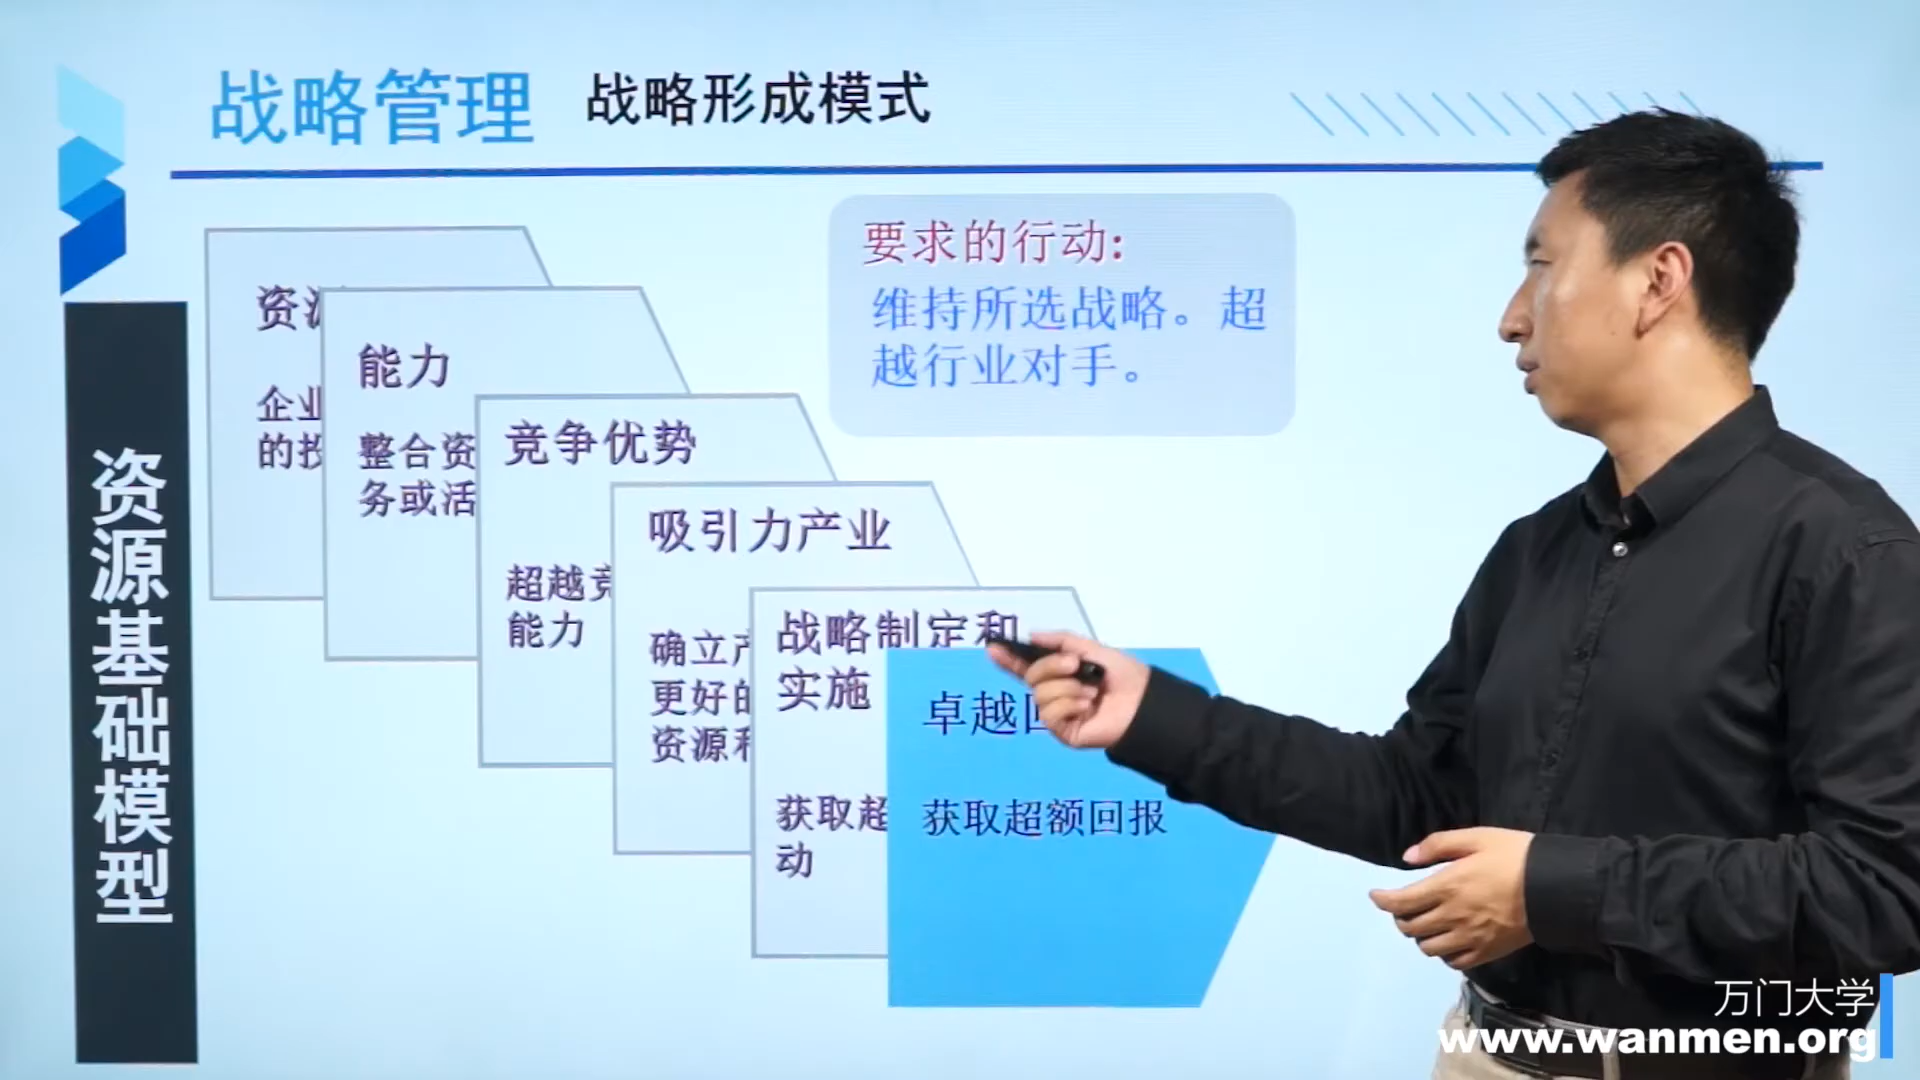 战略管理 战略形成模式
资源基础模型
资
企业
的投
能力
整合资
务或活
竞争优势
超越竞
能力
吸引力产业
确立产
更好的
资源和
战略制定和
实施
获取超
动
卓越
获取超额回报
要求的行动:
维持所选战略。超
越行业对手。
万门大学
www.wanmen.org